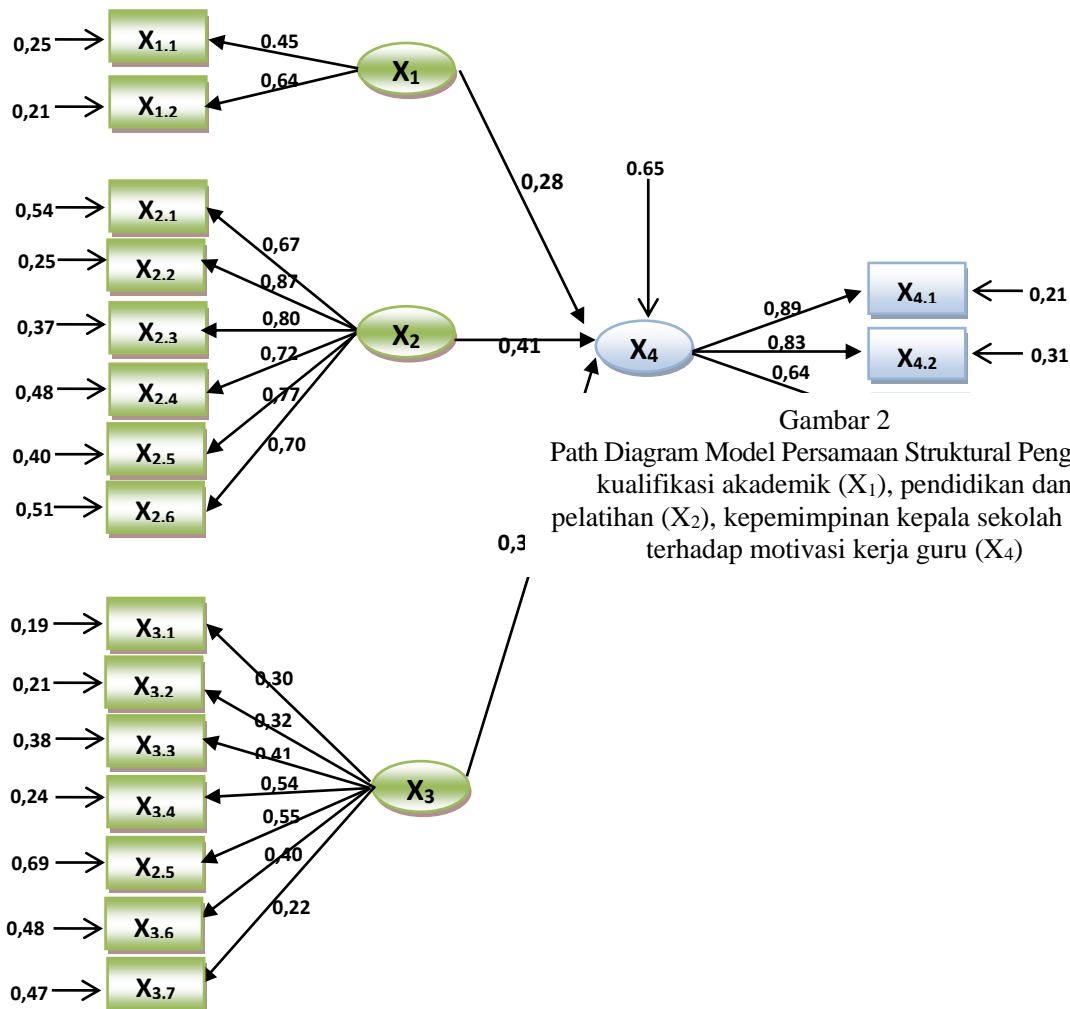 0,25
X1.1
0.45
X1
0,64
0,21
X1.2
0,28
0.65
0,54
X2.1
0,67
0,25
X2.2
0,87
0,37
X2.3
0,80
X2
0,41
X4
0,72
0,48
X2.4
0,77
0,40
X2.5
0,70
0,51
X2.6
0,89
X4.1
0,21
0,83
X4.2
0,31
0,64
Gambar 2
Path Diagram Model Persamaan Struktural Peng
kualifikasi akademik (X1), pendidikan dan
pelatihan (X2), kepemimpinan kepala sekolah
terhadap motivasi kerja guru (X4)
0,3
0,19
X3.1
0,30
0,21
X3.2
0,32
0,38
X3.3
0,41
0,24
X3.4
0,54
X3
0,55
0,69
X2.5
0,40
0,48
X3.6
0,22
0,47
X3.7